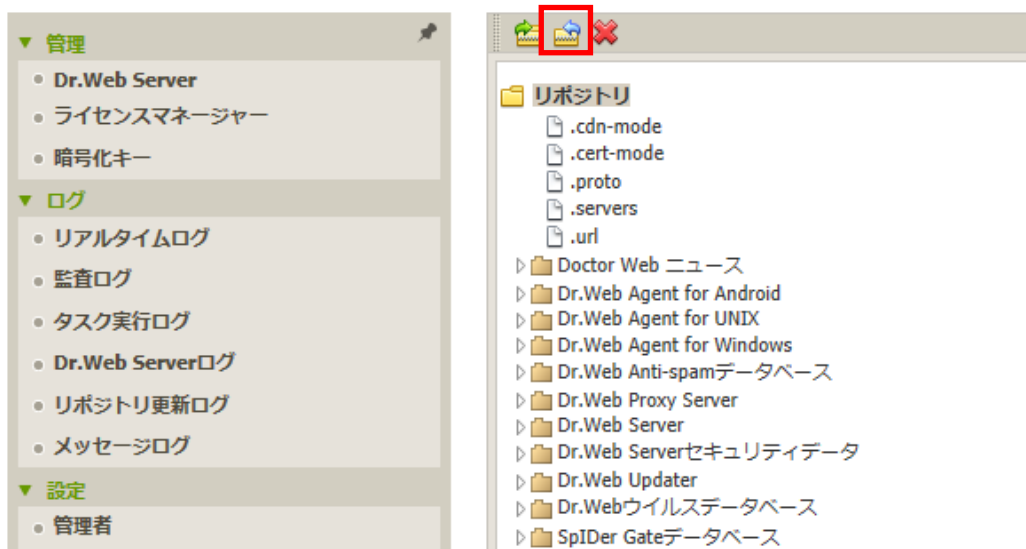 管理
Dr.Web Server
ライセンスマネージャー
暗号化キー
ログ
リアルタイムログ
監査ログ
タスク実行ログ
Dr.Web Serverログ
リポジトリ更新ログ
メッセージログ
設定
管理者
リポジトリ
.cdn-mode
.cert-mode
.proto
.servers
.url
Doctor Web ニュース
Dr.Web Agent for Android
Dr.Web Agent for UNIX
Dr.Web Agent for Windows
Dr.Web Anti-spamデータベース
Dr.Web Proxy Server
Dr.Web Server
Dr.Web Serverセキュリティデータ
Dr.Web Updater
Dr.Webウイルスデータベース
SpIDer Gateデータベース